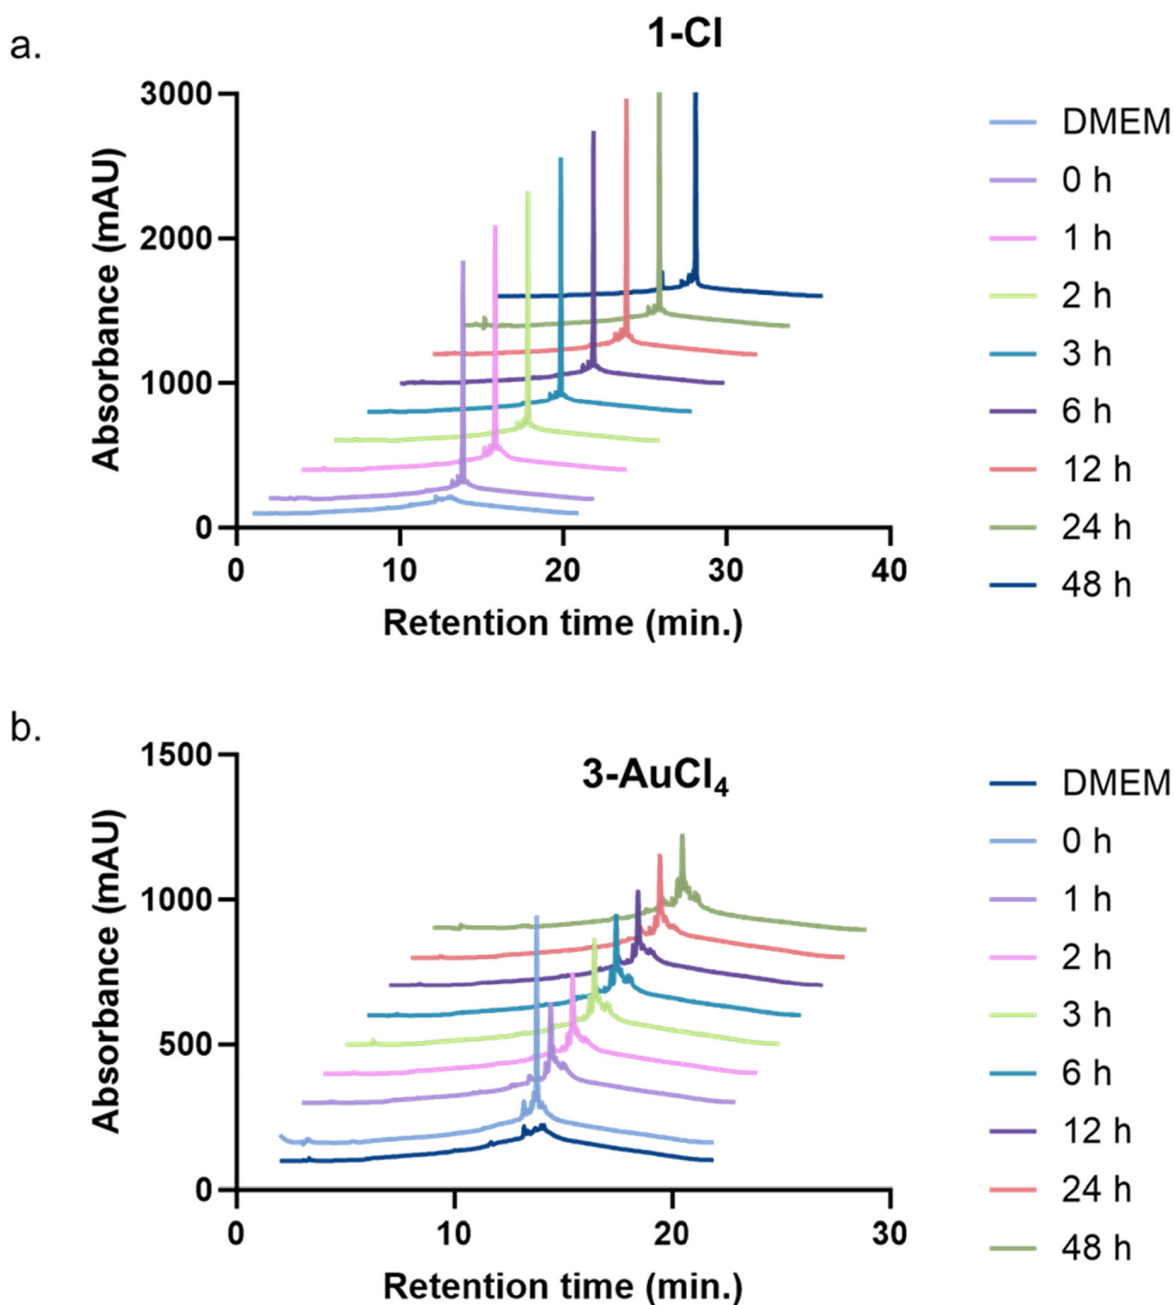 a.
1-Cl
3000
2000
1000
0
0 10 20 30 40
Absorbance (mAU)
Retention time (min.)
DMEM
0 h
1 h
2 h
3 h
6 h
12 h
24 h
48 h
b.
3-AuCl₄
1500
1000
500
0
0 10 20 30
Absorbance (mAU)
Retention time (min.)
DMEM
0 h
1 h
2 h
3 h
6 h
12 h
24 h
48 h